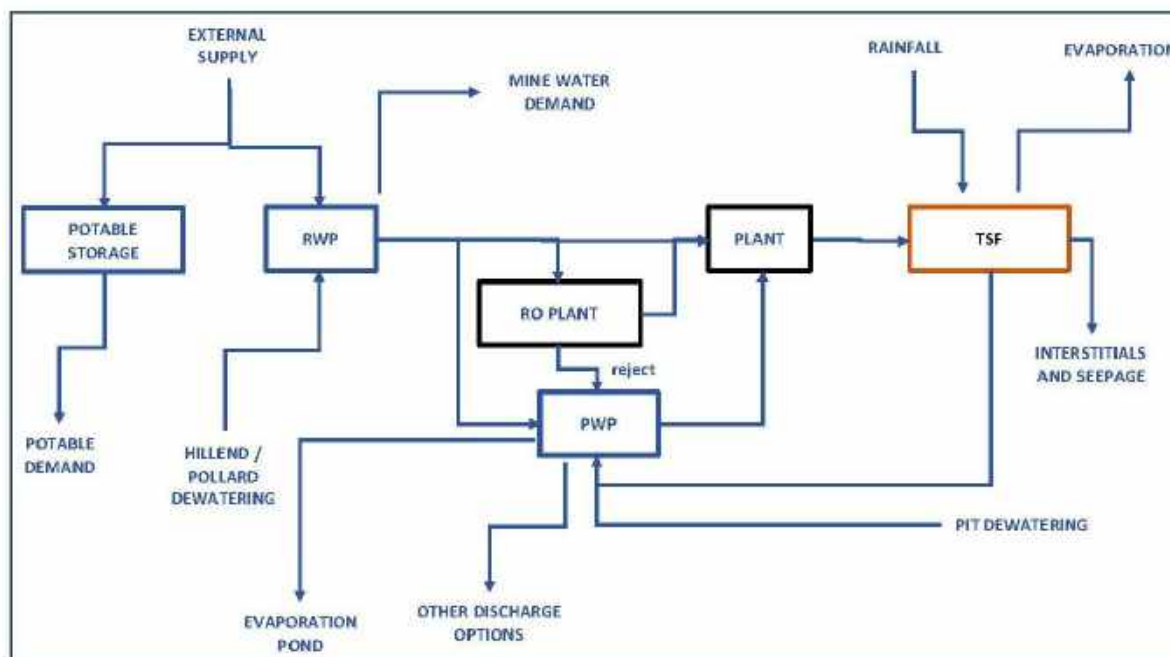 EXTERNAL
SUPPLY
RAINFALL
EVAPORATION
MINE WATER
DEMAND
POTABLE
STORAGE
RWP
PLANT
TSF
RO PLANT
reject
INTERSTITIALS
AND SEEPAGE
PWP
POTABLE
DEMAND
HILLEND /
POLLARD
DEWATERING
PIT DEWATERING
EVAPORATION
POND
OTHER DISCHARGE
OPTIONS